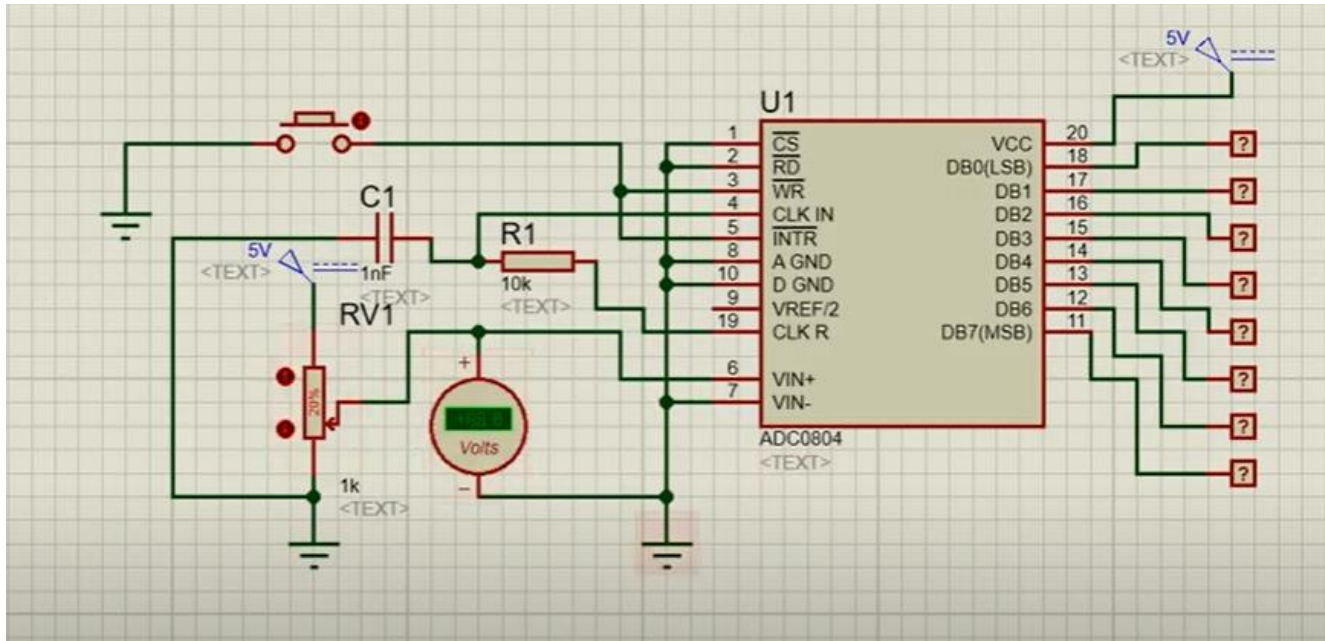 5V
<TEXT>
U1
1 CS VCC 20
2 RD DB0(LSB) 18
3 WR DB1 17
4 CLK IN DB2 16
5 INTR DB3 15
8 A GND DB4 14
10 D GND DB5 13
9 VREF/2 DB6 12
19 CLK R DB7(MSB) 11
6 VIN+
7 VIN-
ADC0804
<TEXT>
C1
1nF
<TEXT>
R1
10k
<TEXT>
5V
<TEXT>
RV1
20%
1k
<TEXT>
+
Volts
–
?
?
?
?
?
?
?
?